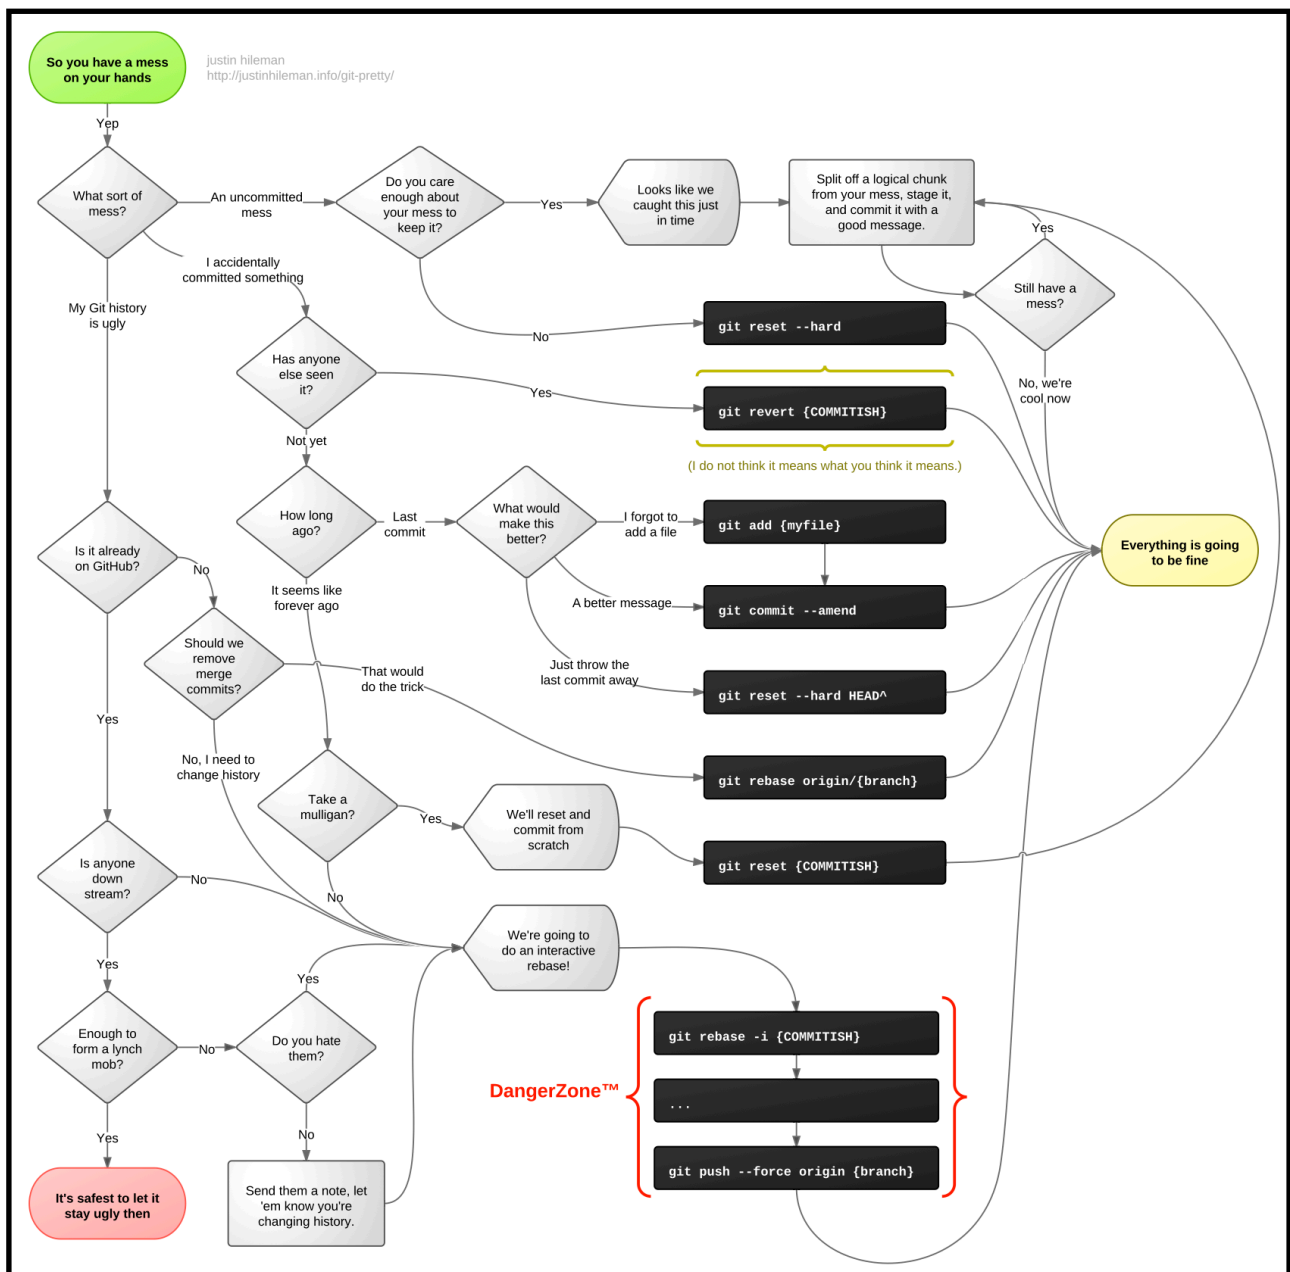 So you have a mess
on your hands
justin hileman
http://justinhileman.info/git-pretty/
Yep
What sort of
mess?
An uncommitted
mess
Do you care
enough about
your mess to
keep it?
Yes
Looks like we
caught this just
in time
Split off a logical chunk
from your mess, stage it,
and commit it with a
good message.
Yes
Still have a
mess?
No, we're
cool now
I accidentally
committed something
My Git history
is ugly
No
git reset --hard
Has anyone
else seen
it?
Yes
git revert {COMMITISH}
(I do not think it means what you think it means.)
Not yet
How long
ago?
Last
commit
What would
make this
better?
I forgot to
add a file
git add {myfile}
A better message
git commit --amend
Just throw the
last commit away
git reset --hard HEAD^
Everything is going
to be fine
Is it already
on GitHub?
No
It seems like
forever ago
Should we
remove
merge
commits?
That would
do the trick
git rebase origin/{branch}
Yes
No, I need to
change history
Take a
mulligan?
Yes
We'll reset and
commit from
scratch
git reset {COMMITISH}
Is anyone
down
stream?
No
No
We're going to
do an interactive
rebase!
Yes
Yes
Enough to
form a lynch
mob?
No
Do you hate
them?
DangerZone™
git rebase -i {COMMITISH}
...
git push --force origin {branch}
Yes
No
It's safest to let it
stay ugly then
Send them a note, let
'em know you're
changing history.